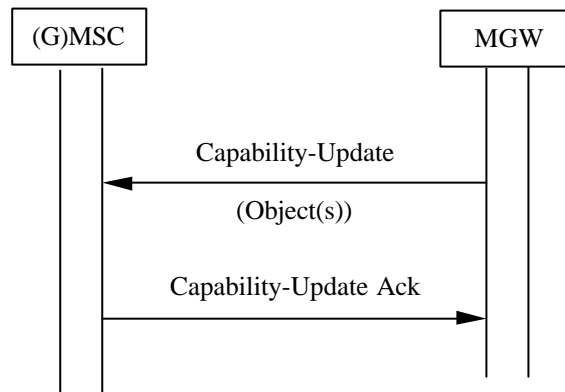 (G)MSC
MGW
Capability-Update
(Object(s))
Capability-Update Ack